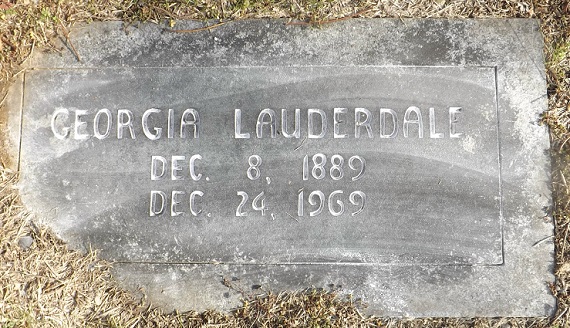 GEORGIA LAUDERDALE
DEC. 8, 1889
DEC. 24, 1969